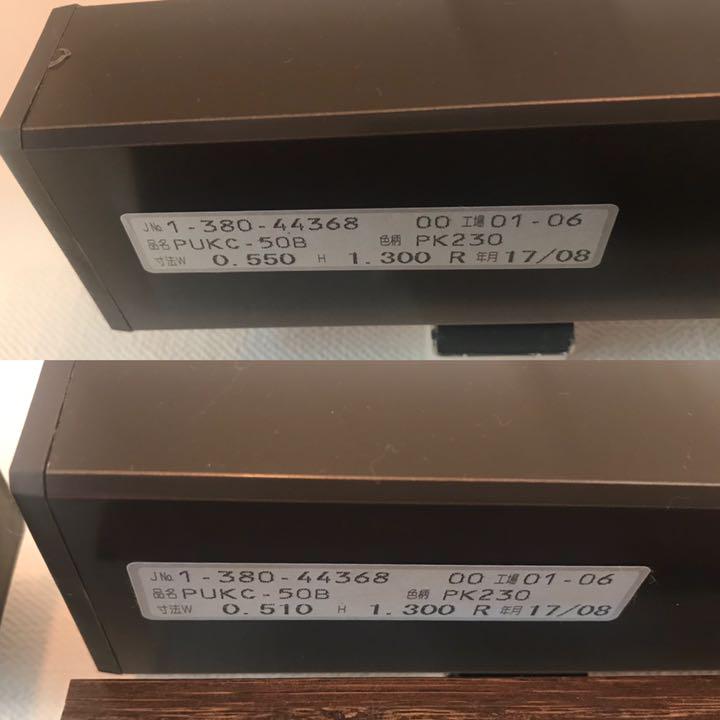 JNo. 1-380-44368 00 工場 01-06
品名 PUKC-50B 色柄 PK230
寸法W 0.550 H 1.300 R 年月 17/08
JNo. 1-380-44368 00 工場 01-06
品名 PUKC-50B 色柄 PK230
寸法W 0.510 H 1.300 R 年月 17/08